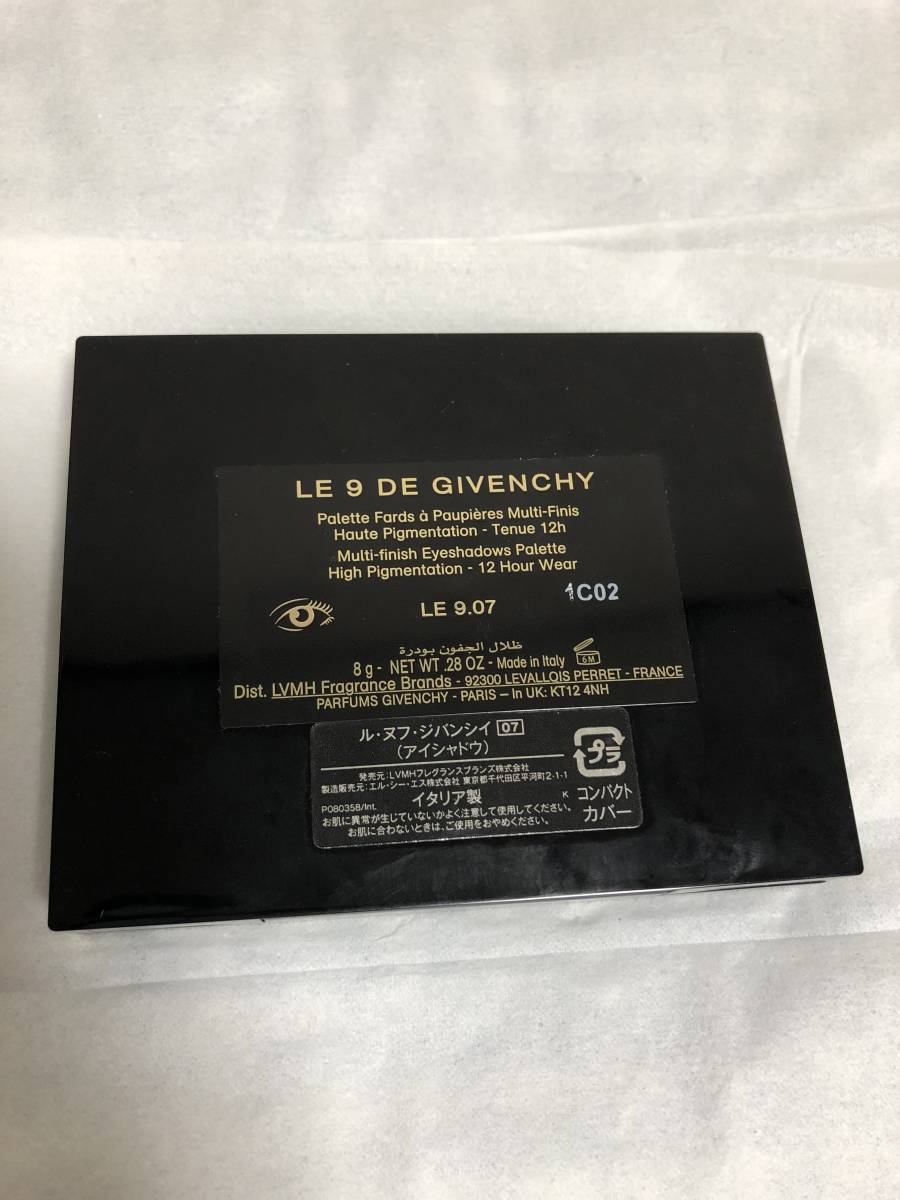 LE 9 DE GIVENCHY
Palette Fards à Paupières Multi-Finis
Haute Pigmentation - Tenue 12h
Multi-finish Eyeshadows Palette
High Pigmentation - 12 Hour Wear
LE 9.07 1C02
ظلال الجفون بودرة
8 g - NET WT .28 OZ - Made in Italy 6M
Dist. LVMH Fragrance Brands - 92300 LEVALLOIS PERRET - FRANCE
PARFUMS GIVENCHY - PARIS – In UK: KT12 4NH
ル・ヌフ・ジバンシイ 07
(アイシャドウ)
発売元:LVMHフレグランスブランズ株式会社
製造販売元:エル・シー・エス株式会社 東京都千代田区平河町2-1-1
P080358/Int. イタリア製 K
お肌に異常が生じていないかよく注意して使用してください。
お肌に合わないときは、ご使用をおやめください。
プラ
コンパクト
カバー